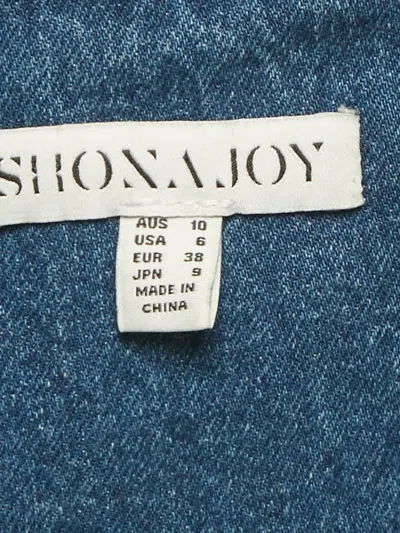 SHONA JOY
AUS 10
USA 6
EUR 38
JPN 9
MADE IN
CHINA